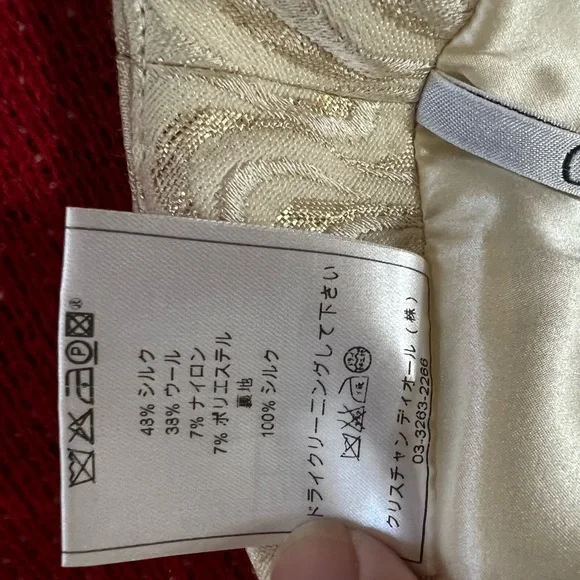 48% シルク
38% ウール
7% ナイロン
7% ポリエステル
裏地
100% シルク
ドライクリーニングして下さい
クリスチャン ディオール (株)
03-3263-2266